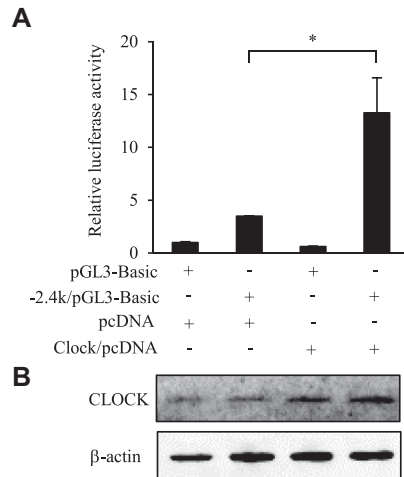 A
*
Relative luciferase activity
20
15
10
5
0
pGL3-Basic + - + -
-2.4k/pGL3-Basic - + - +
pcDNA + + - -
Clock/pcDNA - - + +
B
CLOCK
β-actin